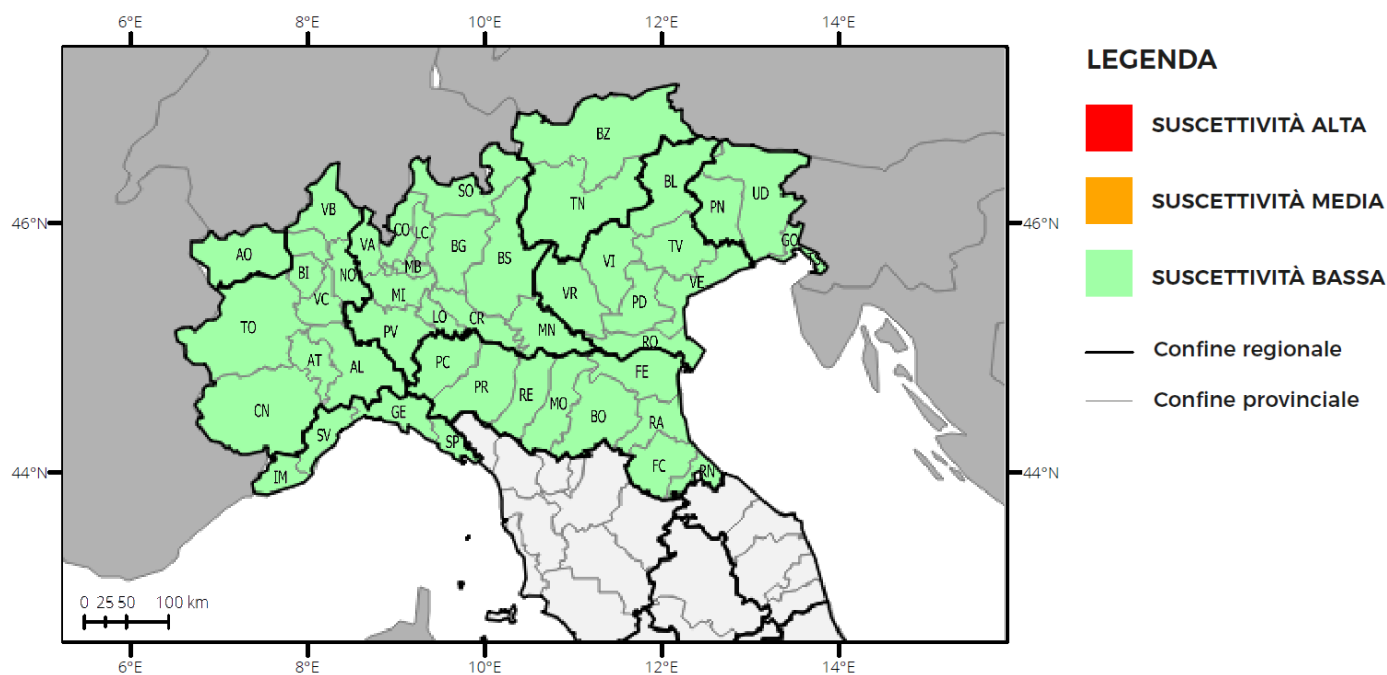 6°E 8°E 10°E 12°E 14°E
LEGENDA
SUSCETTIVITÀ ALTA
SUSCETTIVITÀ MEDIA
SUSCETTIVITÀ BASSA
Confine regionale
Confine provinciale
BZ
SO BL UD
VB TN PN
46°N 46°N
CO LC VA GO
AO BG TV
BI NO MB BS VI VE
VC MI VR PD
TO PV LO CR MN RO
AT AL PC FE
CN PR RE MO BO RA
SV GE SP
44°N IM FC RN 44°N
0 25 50 100 km
6°E 8°E 10°E 12°E 14°E